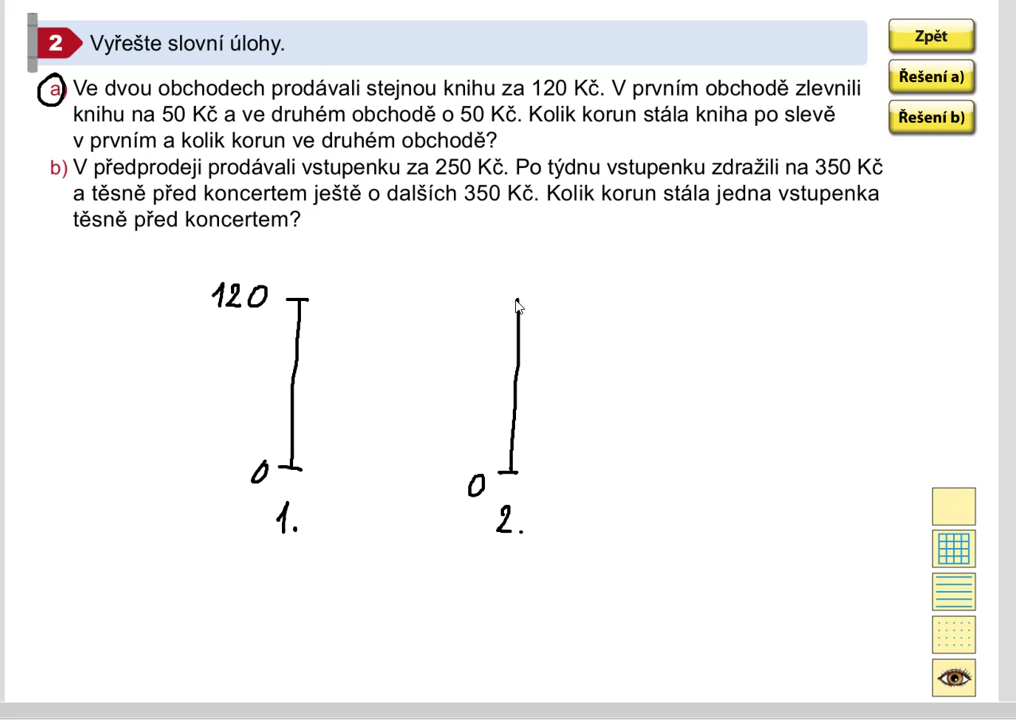 2 Vyřešte slovní úlohy.
Zpět
Řešení a)
Řešení b)
a) Ve dvou obchodech prodávali stejnou knihu za 120 Kč. V prvním obchodě zlevnili
knihu na 50 Kč a ve druhém obchodě o 50 Kč. Kolik korun stála kniha po slevě
v prvním a kolik korun ve druhém obchodě?
b) V předprodeji prodávali vstupenku za 250 Kč. Po týdnu vstupenku zdražili na 350 Kč
a těsně před koncertem ještě o dalších 350 Kč. Kolik korun stála jedna vstupenka
těsně před koncertem?
120
0 0
1. 2.